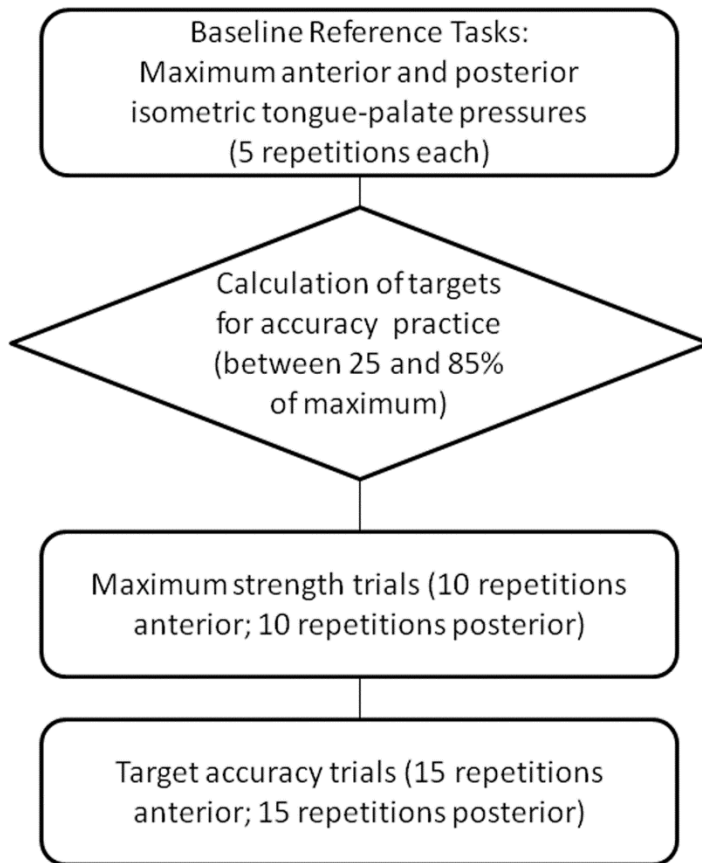 Baseline Reference Tasks:
Maximum anterior and posterior
isometric tongue-palate pressures
(5 repetitions each)
Calculation of targets
for accuracy practice
(between 25 and 85%
of maximum)
Maximum strength trials (10 repetitions
anterior; 10 repetitions posterior)
Target accuracy trials (15 repetitions
anterior; 15 repetitions posterior)